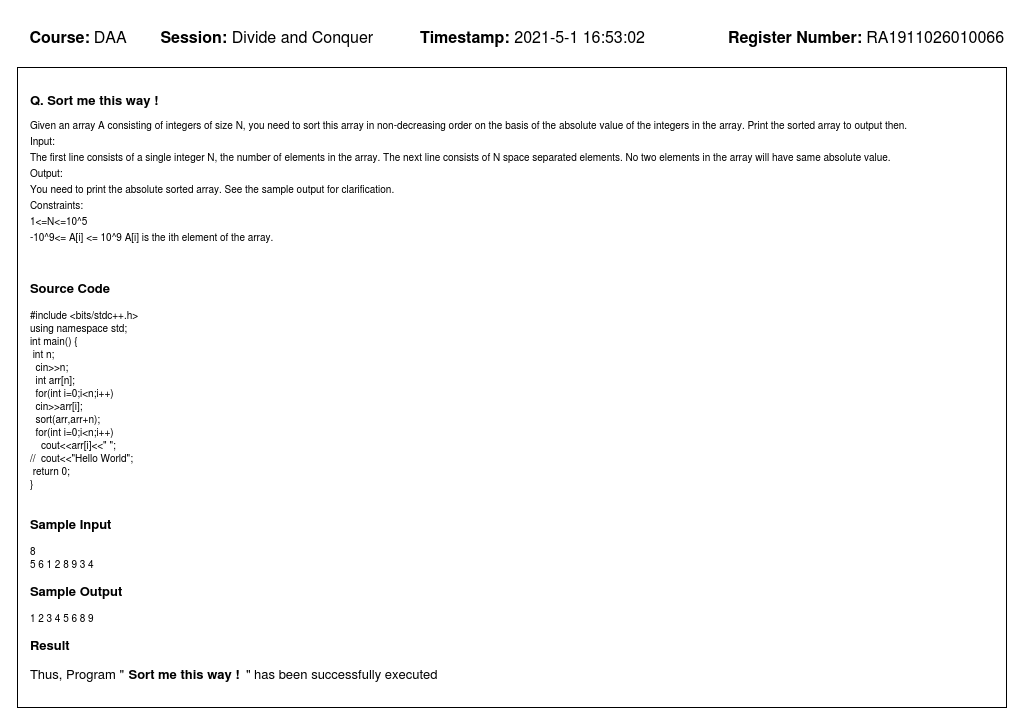 Course: DAA Session: Divide and Conquer Timestamp: 2021-5-1 16:53:02 Register Number: RA1911026010066
Q. Sort me this way !
Given an array A consisting of integers of size N, you need to sort this array in non-decreasing order on the basis of the absolute value of the integers in the array. Print the sorted array to output then.
Input:
The first line consists of a single integer N, the number of elements in the array. The next line consists of N space separated elements. No two elements in the array will have same absolute value.
Output:
You need to print the absolute sorted array. See the sample output for clarification.
Constraints:
1<=N<=10^5
-10^9<= A[i] <= 10^9 A[i] is the ith element of the array.
Source Code
#include <bits/stdc++.h>
using namespace std;
int main() {
 int n;
  cin>>n;
  int arr[n];
  for(int i=0;i<n;i++)
  cin>>arr[i];
  sort(arr,arr+n);
  for(int i=0;i<n;i++)
    cout<<arr[i]<<" ";
//  cout<<"Hello World";
 return 0;
}
Sample Input
8
5 6 1 2 8 9 3 4
Sample Output
1 2 3 4 5 6 8 9
Result
Thus, Program " Sort me this way ! " has been successfully executed